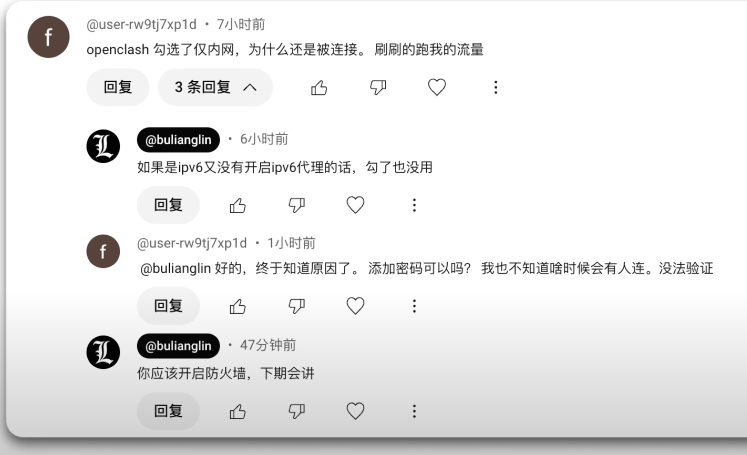 f
@user-rw9tj7xp1d • 7小时前
openclash 勾选了仅内网，为什么还是被连接。 刷刷的跑我的流量
回复 3 条回复
L
@bulianglin • 6小时前
如果是ipv6又没有开启ipv6代理的话，勾了也没用
回复
f
@user-rw9tj7xp1d • 1小时前
@bulianglin 好的，终于知道原因了。 添加密码可以吗？ 我也不知道啥时候会有人连。没法验证
回复
L
@bulianglin • 47分钟前
你应该开启防火墙，下期会讲
回复